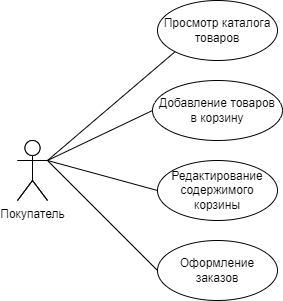 Просмотр каталога
товаров
Добавление товаров
в корзину
Редактирование
содержимого
корзины
Покупатель
Оформление
заказов